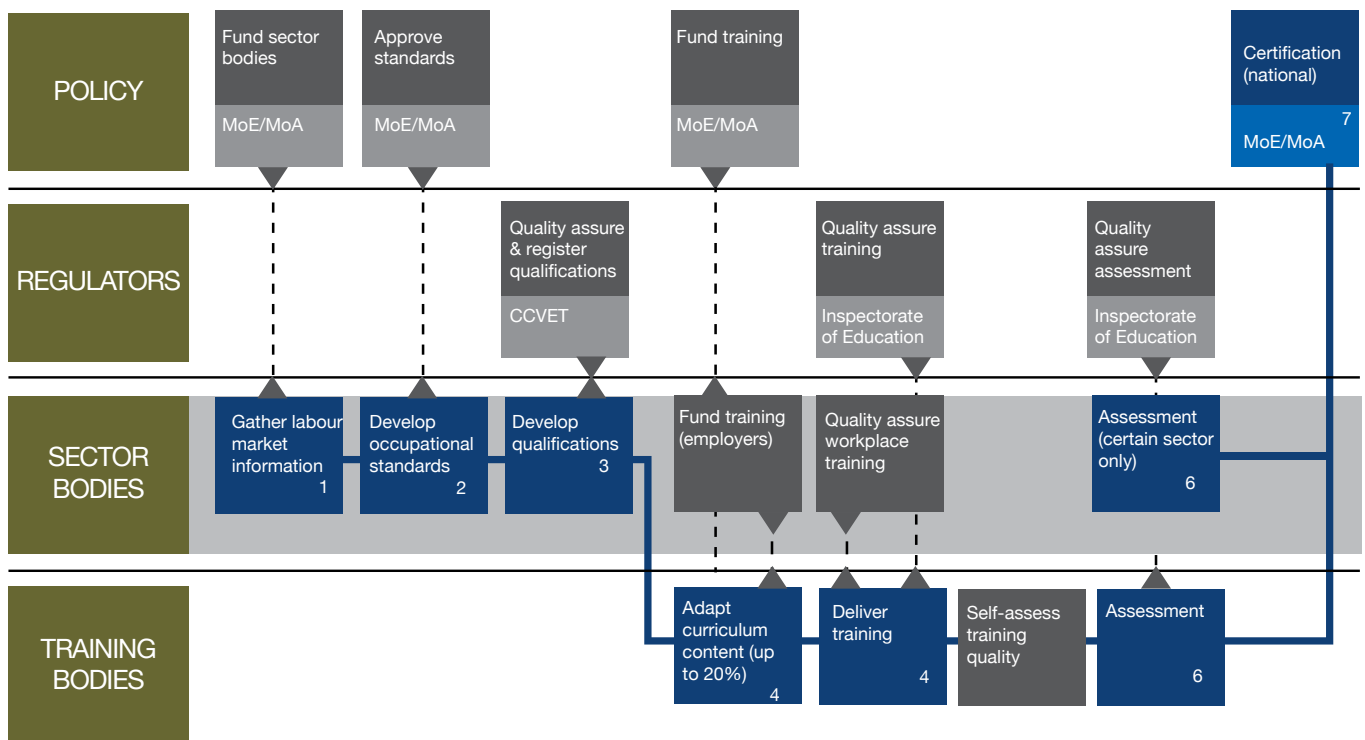 POLICY
Fund sector
bodies
MoE/MoA
Approve
standards
MoE/MoA
Fund training
MoE/MoA
Certification
(national)
7
MoE/MoA
REGULATORS
Quality assure
& register
qualifications
CCVET
Quality assure
training
Inspectorate
of Education
Quality
assure
assessment
Inspectorate
of Education
SECTOR
BODIES
Gather labour
market
information
1
Develop
occupational
standards
2
Develop
qualifications
3
Fund training
(employers)
Quality assure
workplace
training
Assessment
(certain sector
only)
6
TRAINING
BODIES
Adapt
curriculum
content (up
to 20%)
4
Deliver
training
4
Self-assess
training
quality
Assessment
6